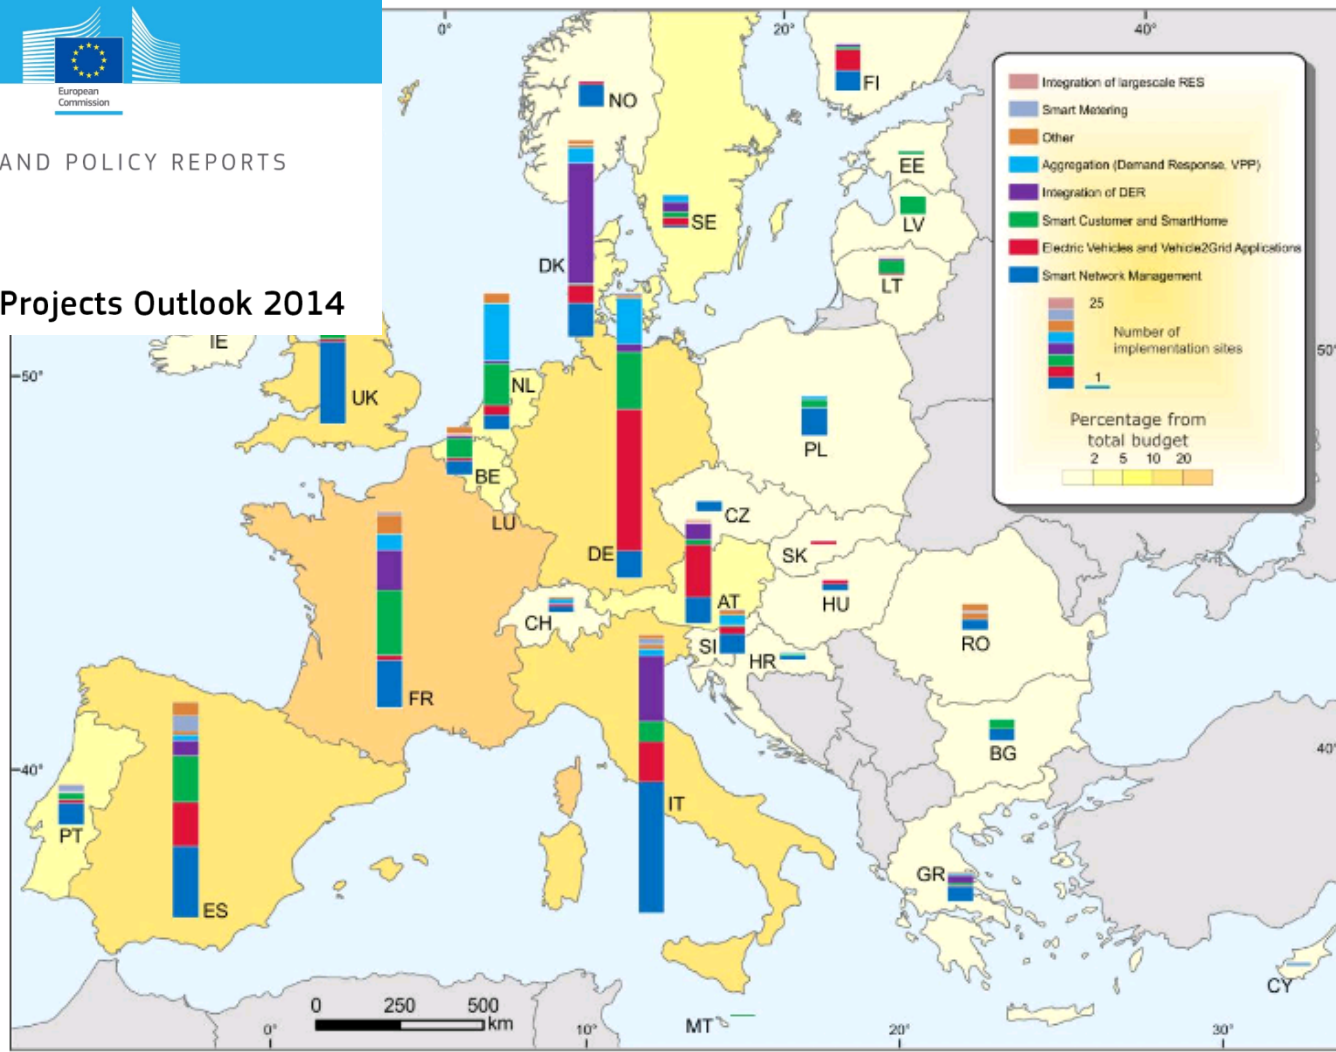 European
Commission
AND POLICY REPORTS
Projects Outlook 2014
0°
20°
40°
Integration of largescale RES
Smart Metering
Other
Aggregation (Demand Response, VPP)
Integration of DER
Smart Customer and SmartHome
Electric Vehicles and Vehicle2Grid Applications
Smart Network Management
25
Number of
implementation sites
1
Percentage from
total budget
2 5 10 20
FI
NO
EE
SE
LV
DK
LT
IE
50°
50°
NL
UK
PL
BE
CZ
LU
DE
SK
AT
HU
CH
SI
HR
RO
FR
BG
40°
40°
IT
PT
GR
ES
CY
0 250 500
km
MT
0°
10°
20°
30°